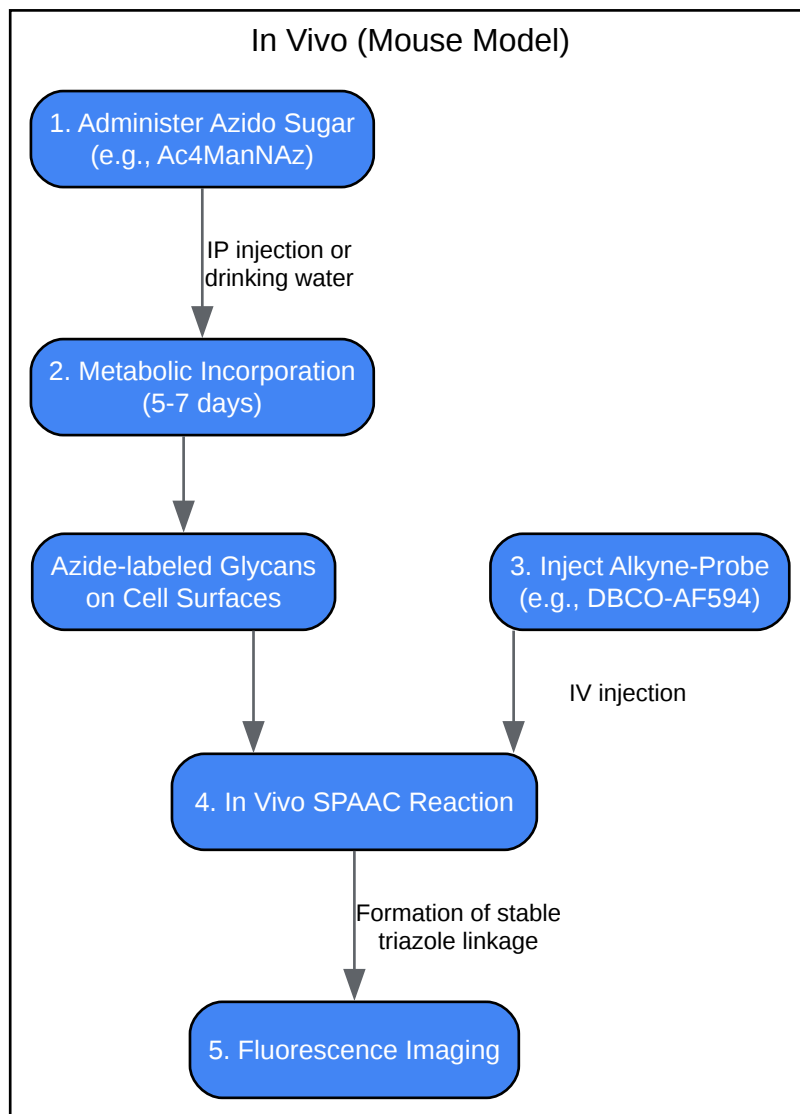 In Vivo (Mouse Model)
1. Administer Azido Sugar
(e.g., Ac4ManNAz)
IP injection or
drinking water
2. Metabolic Incorporation
(5-7 days)
Azide-labeled Glycans
on Cell Surfaces
3. Inject Alkyne-Probe
(e.g., DBCO-AF594)
IV injection
4. In Vivo SPAAC Reaction
Formation of stable
triazole linkage
5. Fluorescence Imaging